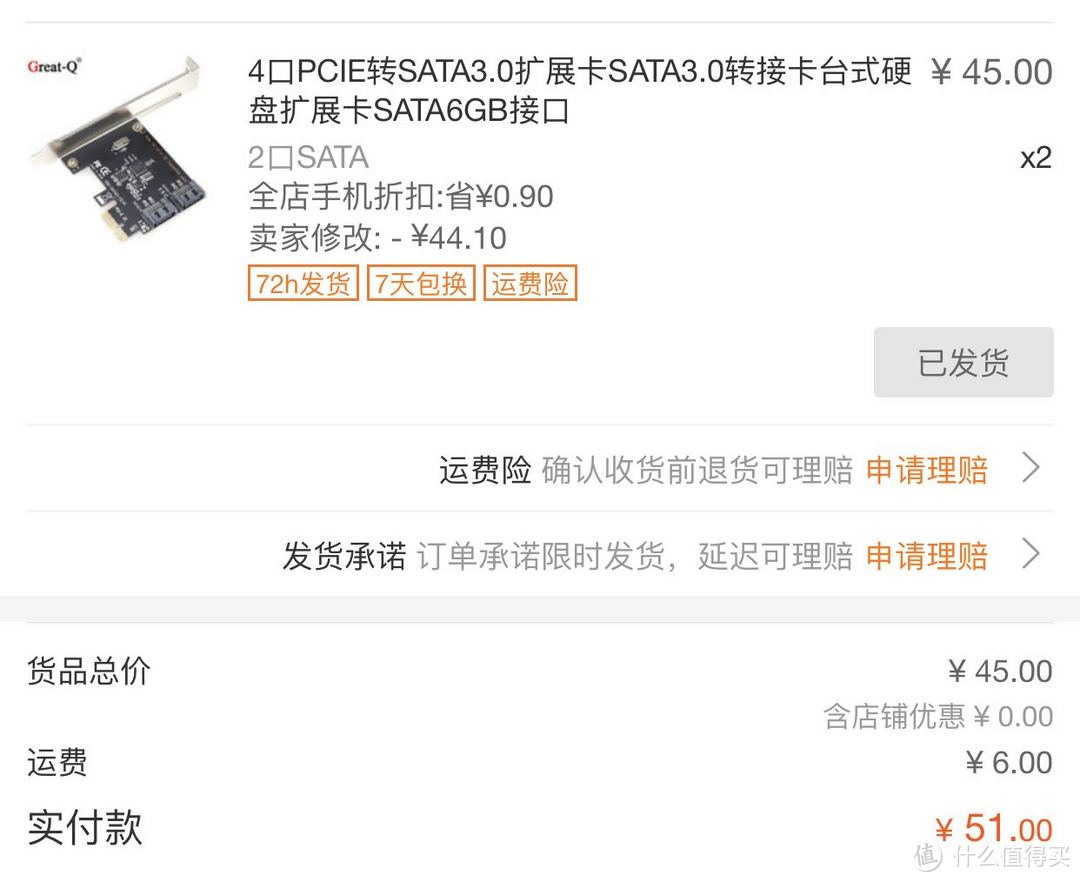 Great-Q®
4口PCIE转SATA3.0扩展卡SATA3.0转接卡台式硬 ¥ 45.00
盘扩展卡SATA6GB接口
2口SATA x2
全店手机折扣:省¥0.90
卖家修改: - ¥44.10
72h发货 7天包换 运费险
已发货
运费险 确认收货前退货可理赔 申请理赔
发货承诺 订单承诺限时发货，延迟可理赔 申请理赔
货品总价 ¥ 45.00
含店铺优惠 ¥ 0.00
运费 ¥ 6.00
实付款 ¥ 51.00
值 什么值得买